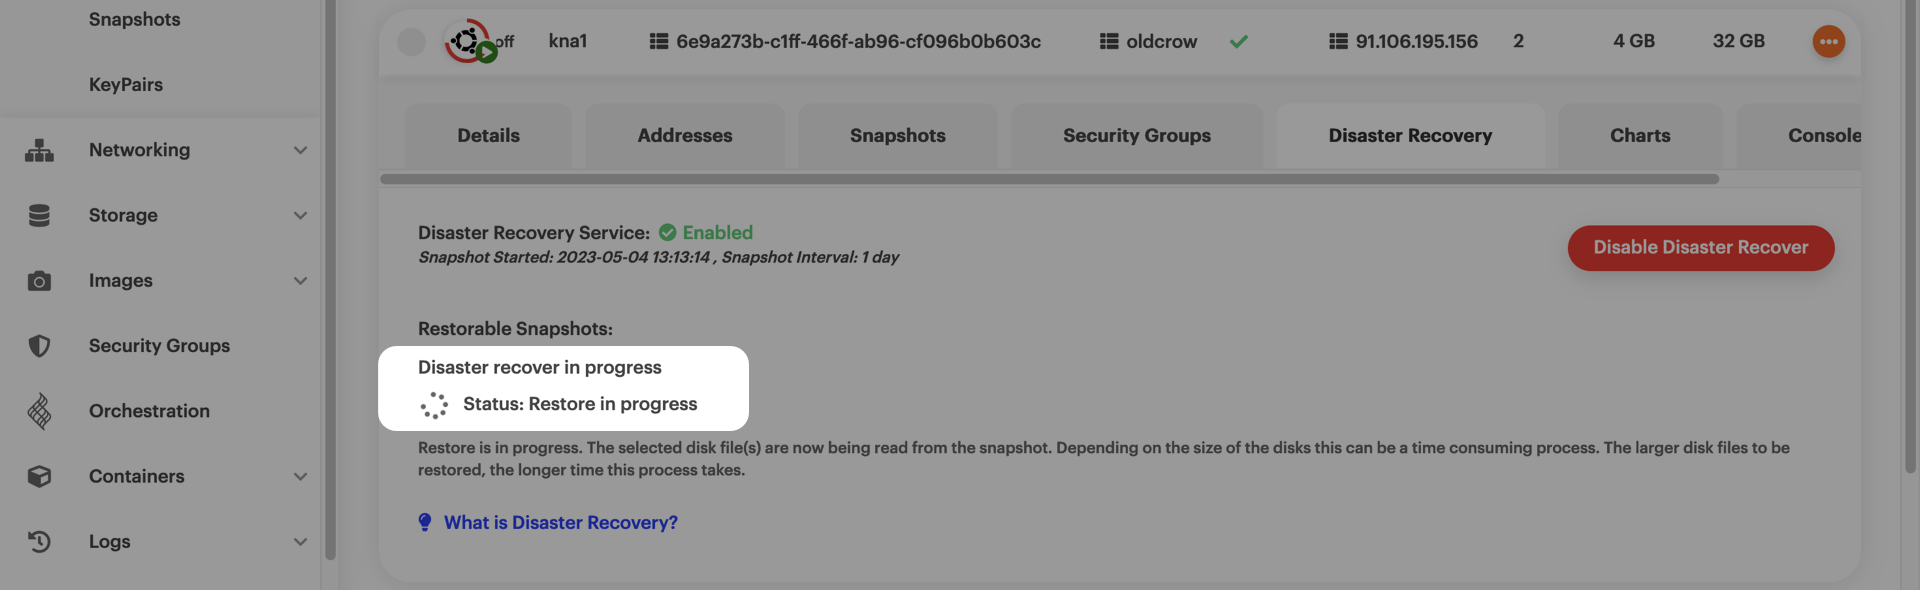 Snapshots
KeyPairs
Networking
Storage
Images
Security Groups
Orchestration
Containers
Logs
off kna1 6e9a273b-c1ff-466f-ab96-cf096b0b603c oldcrow 91.106.195.156 2 4 GB 32 GB
Details Addresses Snapshots Security Groups Disaster Recovery Charts Console
Disaster Recovery Service: Enabled
Snapshot Started: 2023-05-04 13:13:14 , Snapshot Interval: 1 day
Disable Disaster Recover
Restorable Snapshots:
Disaster recover in progress
Status: Restore in progress
Restore is in progress. The selected disk file(s) are now being read from the snapshot. Depending on the size of the disks this can be a time consuming process. The larger disk files to be
restored, the longer time this process takes.
What is Disaster Recovery?